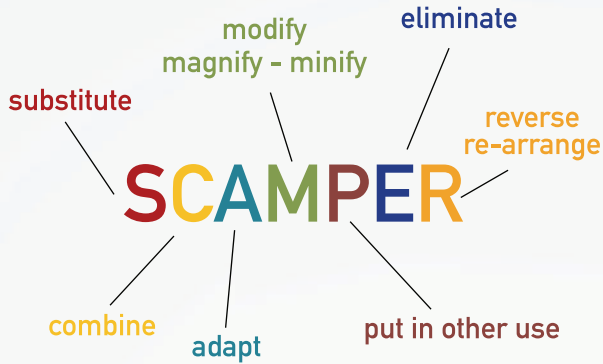 eliminate
modify
magnify - minify
substitute
reverse
re-arrange
SCAMPER
combine
adapt
put in other use